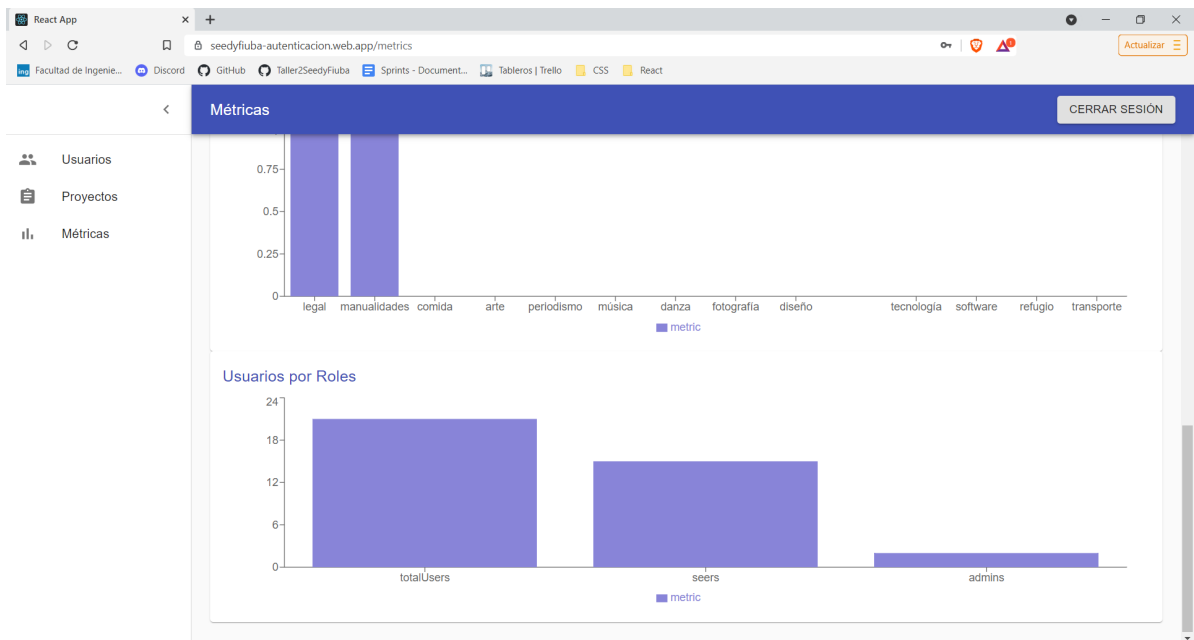 React App
seedyfiuba-autenticacion.web.app/metrics
Actualizar
ing Facultad de Ingenie... Discord GitHub Taller2SeedyFiuba Sprints - Document... Tableros | Trello CSS React
Métricas CERRAR SESIÓN
Usuarios
Proyectos
Métricas
0.75
0.5
0.25
0
legal manualidades comida arte periodismo música danza fotografía diseño tecnología software refugio transporte
metric
Usuarios por Roles
24
18
12
6
0
totalUsers seers admins
metric